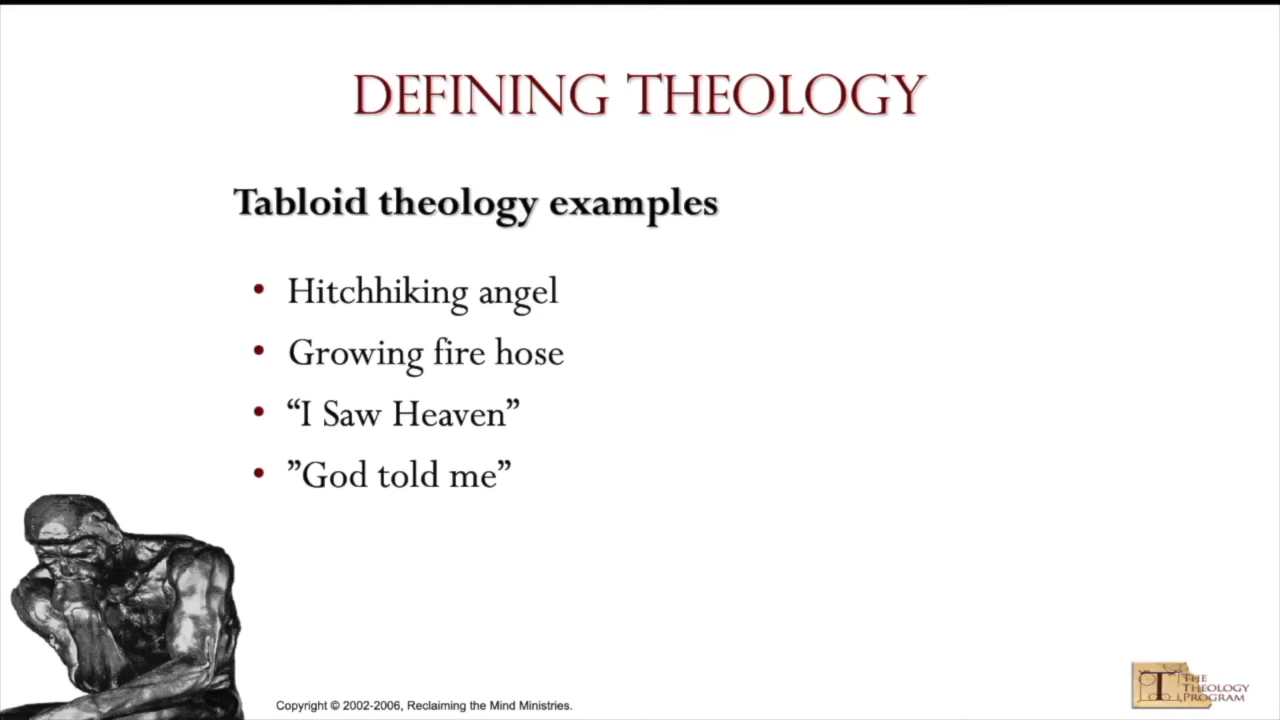 DEFINING THEOLOGY
Tabloid theology examples
• Hitchhiking angel
• Growing fire hose
• “I Saw Heaven”
• ”God told me”
Copyright © 2002-2006, Reclaiming the Mind Ministries.
THE
THEOLOGY
PROGRAM